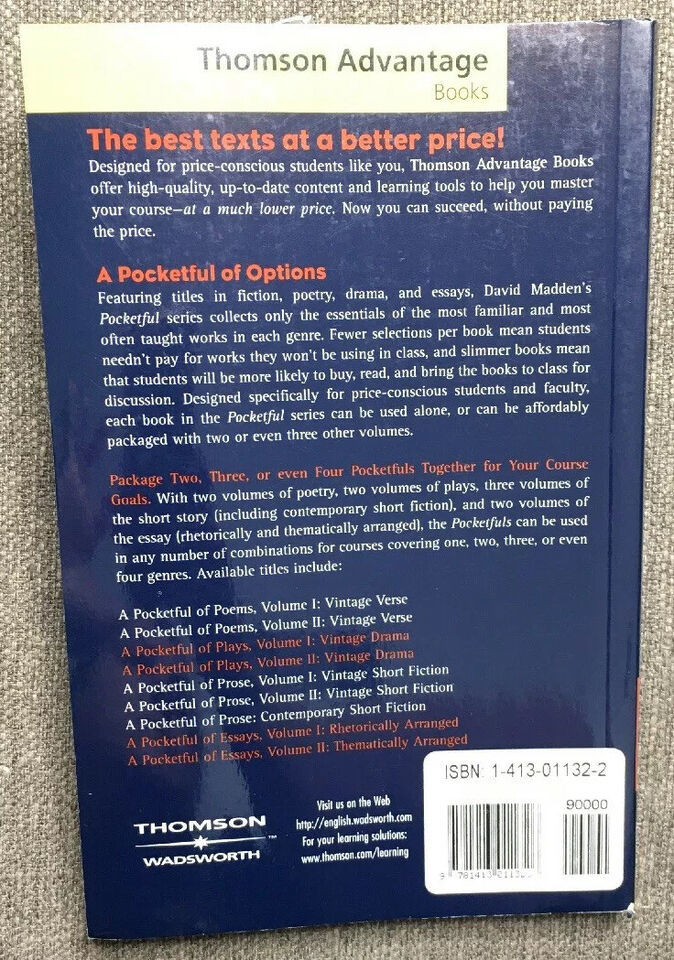 Thomson Advantage
Books
The best texts at a better price!
Designed for price-conscious students like you, Thomson Advantage Books
offer high-quality, up-to-date content and learning tools to help you master
your course—at a much lower price. Now you can succeed, without paying
the price.
A Pocketful of Options
Featuring titles in fiction, poetry, drama, and essays, David Madden's
Pocketful series collects only the essentials of the most familiar and most
often taught works in each genre. Fewer selections per book mean students
needn't pay for works they won't be using in class, and slimmer books mean
that students will be more likely to buy, read, and bring the books to class for
discussion. Designed specifically for price-conscious students and faculty,
each book in the Pocketful series can be used alone, or can be affordably
packaged with two or even three other volumes.
Package Two, Three, or even Four Pocketfuls Together for Your Course
Goals. With two volumes of poetry, two volumes of plays, three volumes of
the short story (including contemporary short fiction), and two volumes of
the essay (rhetorically and thematically arranged), the Pocketfuls can be used
in any number of combinations for courses covering one, two, three, or even
four genres. Available titles include:
A Pocketful of Poems, Volume I: Vintage Verse
A Pocketful of Poems, Volume II: Vintage Verse
A Pocketful of Plays, Volume I: Vintage Drama
A Pocketful of Plays, Volume II: Vintage Drama
A Pocketful of Prose, Volume I: Vintage Short Fiction
A Pocketful of Prose, Volume II: Vintage Short Fiction
A Pocketful of Prose: Contemporary Short Fiction
A Pocketful of Essays, Volume I: Rhetorically Arranged
A Pocketful of Essays, Volume II: Thematically Arranged
THOMSON™
WADSWORTH
Visit us on the Web
http://english.wadsworth.com
For your learning solutions:
www.thomson.com/learning
ISBN: 1-413-01132-2
90000